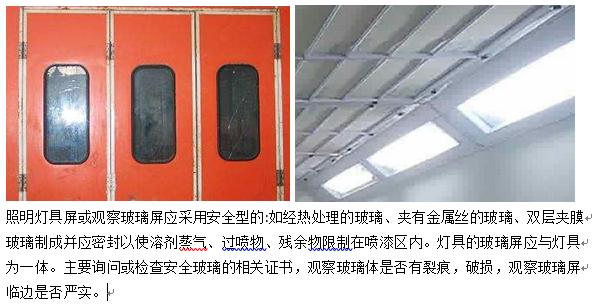 照明灯具屏或观察玻璃屏应采用安全型的:如经热处理的玻璃、夹有金属丝的玻璃、双层夹膜
玻璃制成并应密封以使溶剂蒸气、过喷物、残余物限制在喷漆区内。灯具的玻璃屏应与灯具
为一体。主要询问或检查安全玻璃的相关证书，观察玻璃体是否有裂痕，破损，观察玻璃屏
临边是否严实。